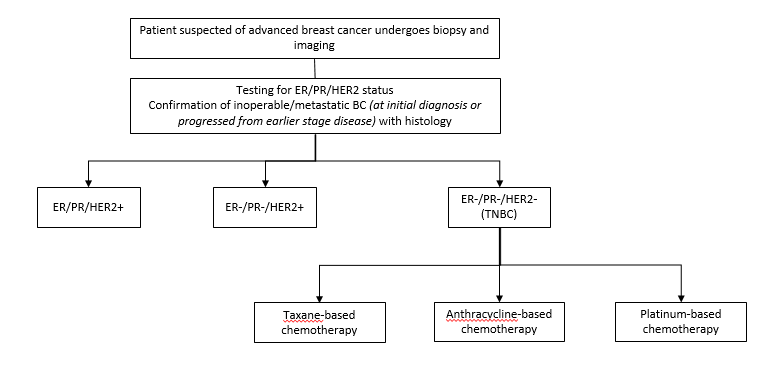 Patient suspected of advanced breast cancer undergoes biopsy and
imaging
Testing for ER/PR/HER2 status
Confirmation of inoperable/metastatic BC (at initial diagnosis or
progressed from earlier stage disease) with histology
ER/PR/HER2+
ER-/PR-/HER2+
ER-/PR-/HER2-
(TNBC)
Taxane-based
chemotherapy
Anthracycline-based
chemotherapy
Platinum-based
chemotherapy